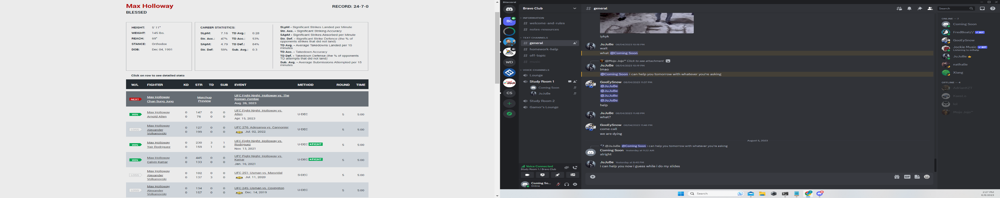 Max Holloway
RECORD: 24-7-0
BLESSED
HEIGHT: 5' 11"
WEIGHT: 145 lbs.
REACH: 69"
STANCE: Orthodox
DOB: Dec 04, 1991
CAREER STATISTICS:
SLpM: 7.16 TD Avg.: 0.28
Str. Acc.: 47% TD Acc.: 53%
SApM: 4.79 TD Def.: 84%
Str. Def: 59% Sub. Avg.: 0.3
SLpM - Significant Strikes Landed per Minute
Str. Acc. - Significant Striking Accuracy
SApM - Significant Strikes Absorbed per Minute
Str. Def. - Significant Strike Defence (the % of
opponents strikes that did not land)
TD Avg. - Average Takedowns Landed per 15
minutes
TD Acc. - Takedown Accuracy
TD Def. - Takedown Defense (the % of opponents
TD attempts that did not land)
Sub. Avg. - Average Submissions Attempted per 15
minutes
Click on row to see detailed stats
W/L FIGHTER KD STR TD SUB EVENT METHOD ROUND TIME
NEXT
Max Holloway
Chan Sung Jung
Matchup
Preview
UFC Fight Night: Holloway vs. The
Korean Zombie
Aug. 26, 2023
WIN
Max Holloway 0 147 0 0
Arnold Allen 0 76 0 0
UFC Fight Night: Holloway vs.
Allen
Apr. 15, 2023
U-DEC 5 5:00
LOSS
Max Holloway 0 127 0 0
Alexander
Volkanovski 0 199 0 0
UFC 276: Adesanya vs. Cannonier
Jul. 02, 2022
U-DEC 5 5:00
WIN
Max Holloway 0 230 3 1
Yair Rodriguez 0 159 1 0
UFC Fight Night: Holloway vs.
Rodriguez
Nov. 13, 2021
U-DEC FIGHT 5 5:00
WIN
Max Holloway 0 445 0 0
Calvin Kattar 0 133 0 0
UFC Fight Night: Holloway vs.
Kattar
Jan. 16, 2021
U-DEC FIGHT 5 5:00
LOSS
Max Holloway 0 102 0 0
Alexander
Volkanovski 0 137 3 0
UFC 251: Usman vs. Masvidal
Jul. 11, 2020
S-DEC 5 5:00
LOSS
Max Holloway 0 134 0 0
Alexander
Volkanovski 0 157 0 0
UFC 245: Usman vs. Covington
Dec. 14, 2019
U-DEC 5 5:00
Discord
BC
WD
slack
CS
Bravo Club
INFORMATION
# welcome-and-rules
# notes-resources
TEXT CHANNELS
# general
# homework-help
# off-topic
# music
VOICE CHANNELS
Lounge
Study Room 1
Coming Soon
JuJuBe
Study Room 2
Gamer's Lounge
Voice Connected
Study Room 1 / Bravo Club
Coming So...
Online
# general
Search
iykyk
JuJuBe 08/04/2023 10:18 PM
wait
what @Coming Soon
@Mojo Jojo™ Click to see attachment
JuJuBe 08/04/2023 10:19 PM
lmao
@Coming Soon i can help you tomorrow with whatever you're asking
GooEySnow 08/04/2023 11:37 PM
@JuJuBe
@JuJuBe
@JuJuBe
@JuJuBe
help
JuJuBe 08/04/2023 11:48 PM
what?
GooEySnow 08/04/2023 11:48 PM
come call
we are dying
August 5, 2023
@JuJuBe @Coming Soon i can help you tomorrow with whatever you're asking
Coming Soon Yesterday at 9:22 AM
alright
JuJuBe Yesterday at 8:45 PM
i can help you now i guess while i do my slides
GIF
ONLINE — 7
Coming Soon
FredBoat♪♪ BOT
GooEySnow
Jockie Music BOT
Listening to m!help
JuJuBe
nathalie
Xiang
OFFLINE — 4
AdrianKZT
KaesLo
lol
Mojo Jojo™
Search
2:27 PM
6/8/2023